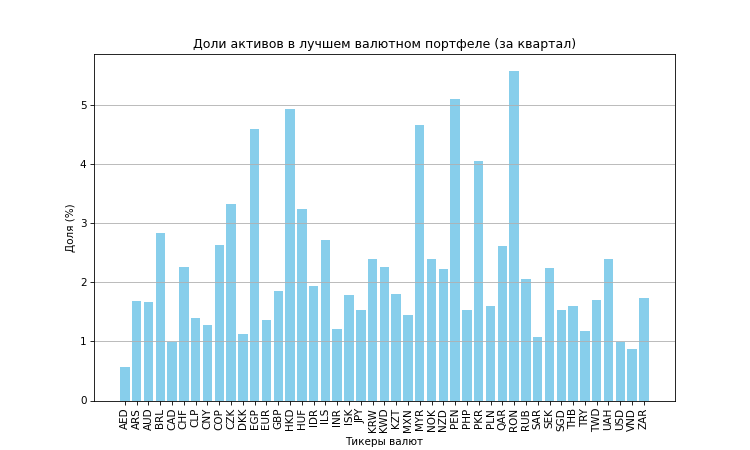 Доли активов в лучшем валютном портфеле (за квартал)
Доля (%)
5
4
3
2
1
0
AED ARS AUD BRL CAD CHF CLP CNY COP CZK DKK EGP EUR GBP HKD HUF IDR ILS INR ISK JPY KRW KWD KZT MXN MYR NOK NZD PEN PHP PKR PLN QAR RON RUB SAR SEK SGD THB TRY TWD UAH USD VND ZAR
Тикеры валют